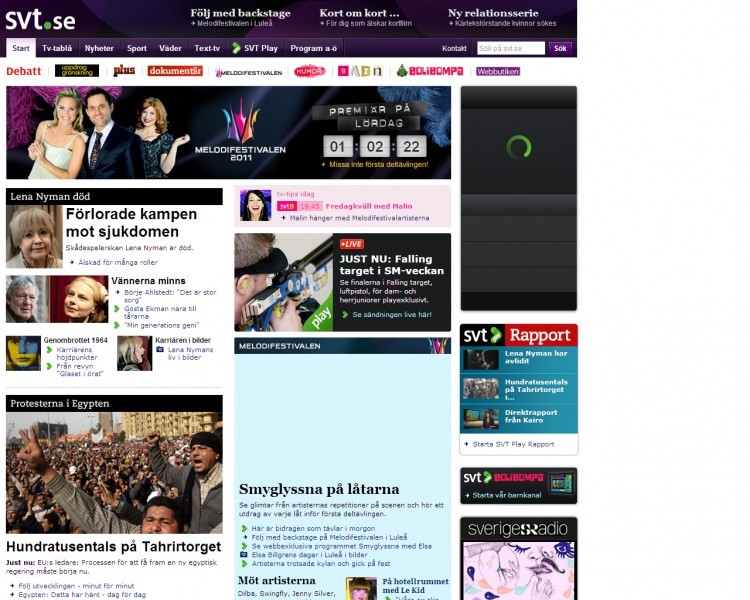 svt.se
Följ med backstage
Melodifestivalen i Luleå
Kort om kort ...
För dig som älskar kortfilm
Ny relationsserie
Kärlekstörstande kvinnor sökes
Start
Tv-tablå
Nyheter
Sport
Väder
Text-tv
SVT Play
Program a-ö
Kontakt
Sök på svt.se
Sök
Debatt
uppdrag granskning
plus
dokumentär
MELODIFESTIVALEN
HUMOR
BARN
BOLIBOMPA
Webbutiken
MELODIFESTIVALEN
2011
PREMIÄR PÅ
LÖRDAG
01 : 02 : 22
Missa inte första deltävlingen!
Lena Nyman död
Förlorade kampen
mot sjukdomen
Skådespelerskan Lena Nyman är död.
Älskad för många roller
Vännerna minns
Börje Ahlstedt: "Det är stor
sorg"
Gösta Ekman nära till
tårarna
"Min generations geni"
Genombrottet 1964
Karriärens
höjdpunkter
Från revyn
"Glaset i örat"
Karriären i bilder
Lena Nymans
liv i bilder
Protesterna i Egypten
Hundratusentals på Tahrirtorget
Just nu: EU:s ledare: Processen för att få fram en ny egyptisk
regering måste börja nu.
Följ utvecklingen - minut för minut
Egypten: Detta har hänt - dag för dag
tv-tips idag
svtB 19.45 Fredagkväll med Malin
Malin hänger med Melodifestivalartisterna
LIVE
JUST NU: Falling
target i SM-veckan
Se finalerna i Falling target,
luftpistol, för dam- och
herrjuniorer playexklusivt.
Se sändningen live här!
play
MELODIFESTIVALEN
Smyglyssna på låtarna
Se glimtar från artisternas repetitioner på scenen och hör ett
utdrag av varje låt inför första deltävlingen.
Här är bidragen som tävlar i morgon
Följ med backstage på Melodifestivalen i Luleå
Se webbexklusiva programmet Smyglyssna med Elsa
Elsa Billgrens dagar i Luleå i bilder
Artisterna trotsade kylan och gick på fest
Möt artisterna
Dilba, Swingfly, Jenny Silver,
På hotellrummet
med Le Kid
svt Rapport
Lena Nyman har
avlidit
Hundratusentals
på Tahrirtorget
i...
Direktrapport
från Kairo
Starta SVT Play Rapport
svt BOLIBOMPA
Starta vår barnkanal
SVERIGES RADIO